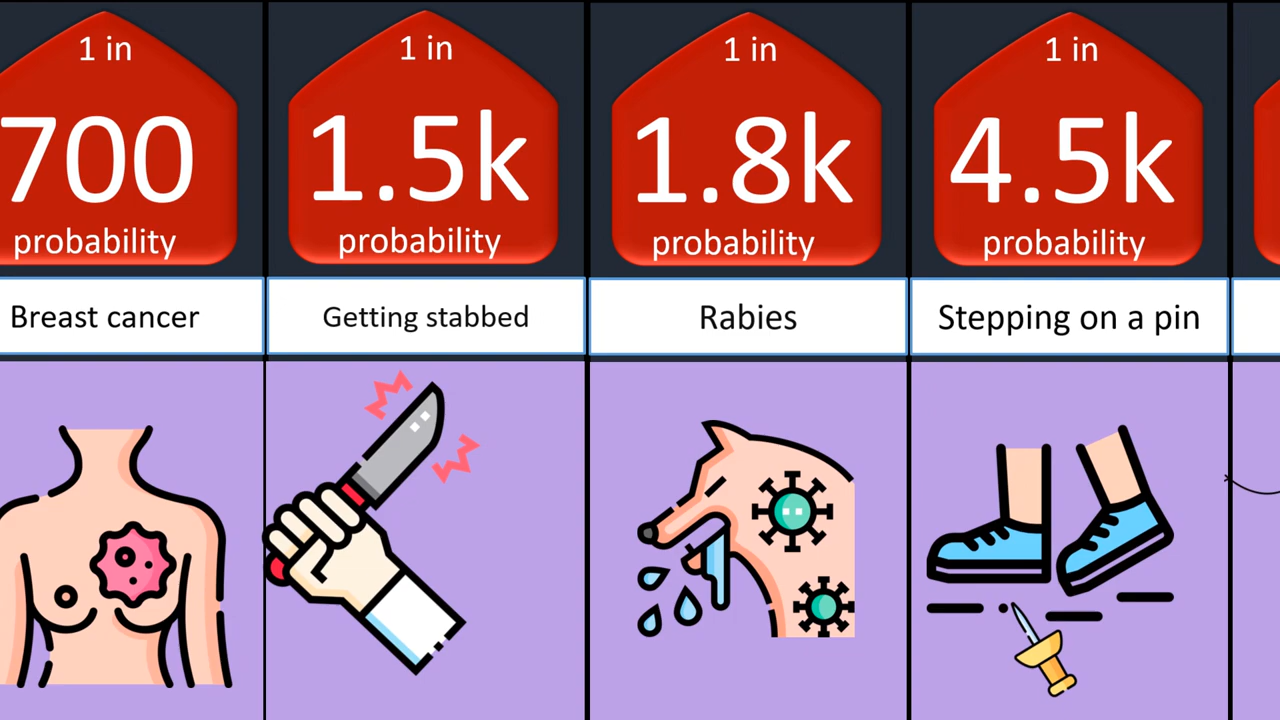 1 in
700
probability
Breast cancer
1 in
1.5k
probability
Getting stabbed
1 in
1.8k
probability
Rabies
1 in
4.5k
probability
Stepping on a pin